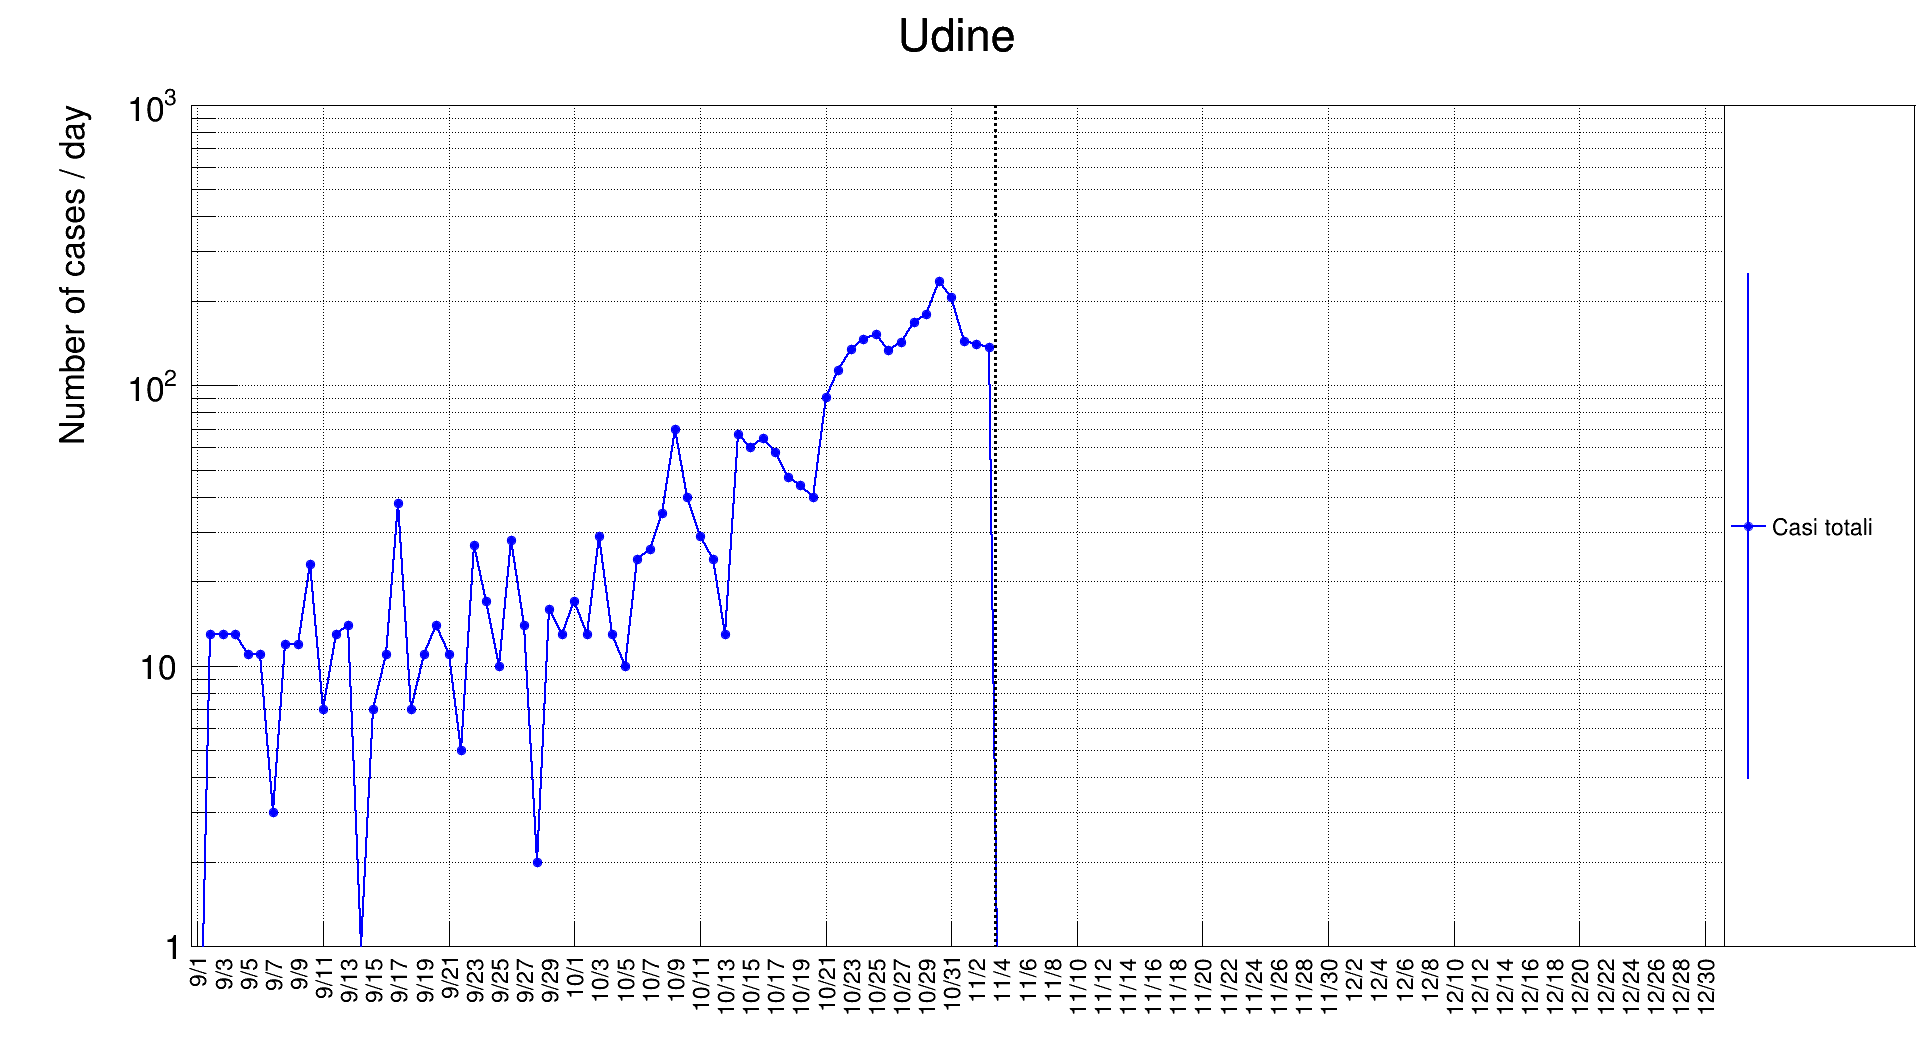 Udine
Number of cases / day
10³
10²
10
1
9/1 9/3 9/5 9/7 9/9 9/11 9/13 9/15 9/17 9/19 9/21 9/23 9/25 9/27 9/29 10/1 10/3 10/5 10/7 10/9 10/11 10/13 10/15 10/17 10/19 10/21 10/23 10/25 10/27 10/29 10/31 11/2 11/4 11/6 11/8 11/10 11/12 11/14 11/16 11/18 11/20 11/22 11/24 11/26 11/28 11/30 12/2 12/4 12/6 12/8 12/10 12/12 12/14 12/16 12/18 12/20 12/22 12/24 12/26 12/28 12/30
Casi totali